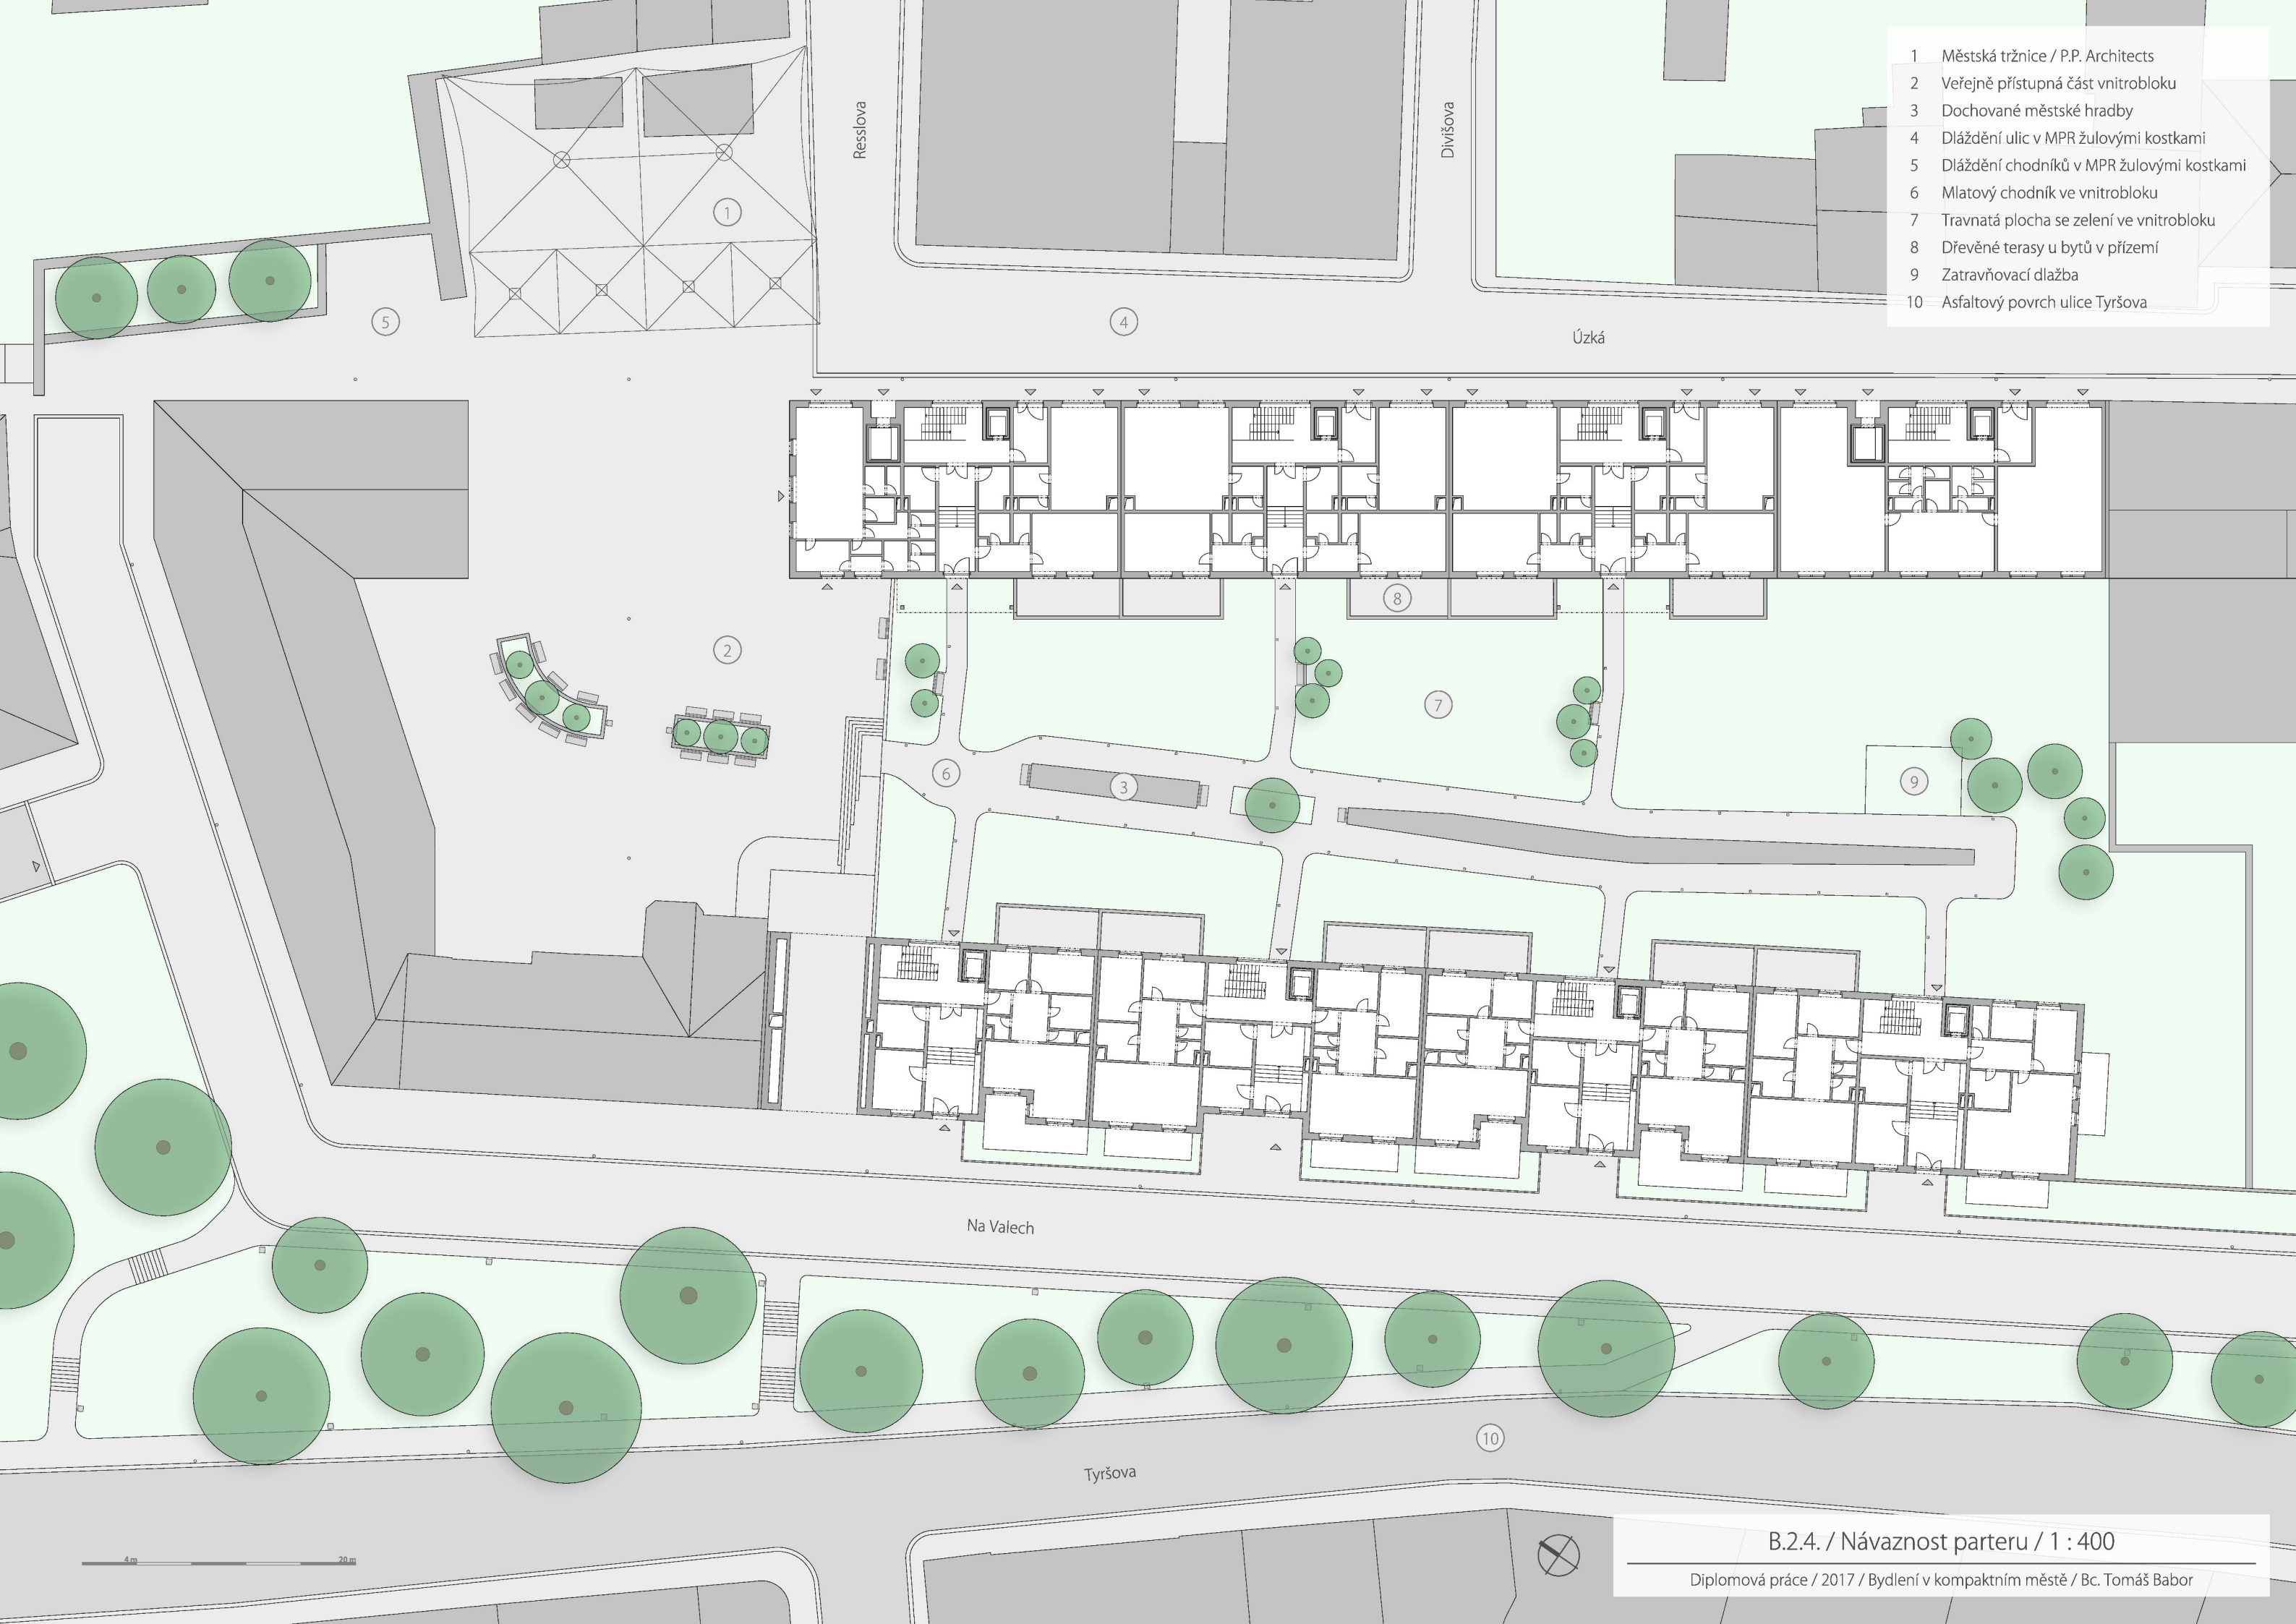 Resslova
Divišova
1 Městská tržnice / P.P. Architects
2 Veřejně přístupná část vnitrobloku
3 Dochované městské hradby
4 Dláždění ulic v MPR žulovými kostkami
5 Dláždění chodníků v MPR žulovými kostkami
6 Mlatový chodník ve vnitrobloku
7 Travnatá plocha se zelení ve vnitrobloku
8 Dřevěné terasy u bytů v přízemí
9 Zatravňovací dlažba
10 Asfaltový povrch ulice Tyršova
1
5
4
Úzká
8
2
7
6
3
9
Na Valech
10
Tyršova
4 m 20 m
B.2.4. / Návaznost parteru / 1 : 400
Diplomová práce / 2017 / Bydlení v kompaktním městě / Bc. Tomáš Babor